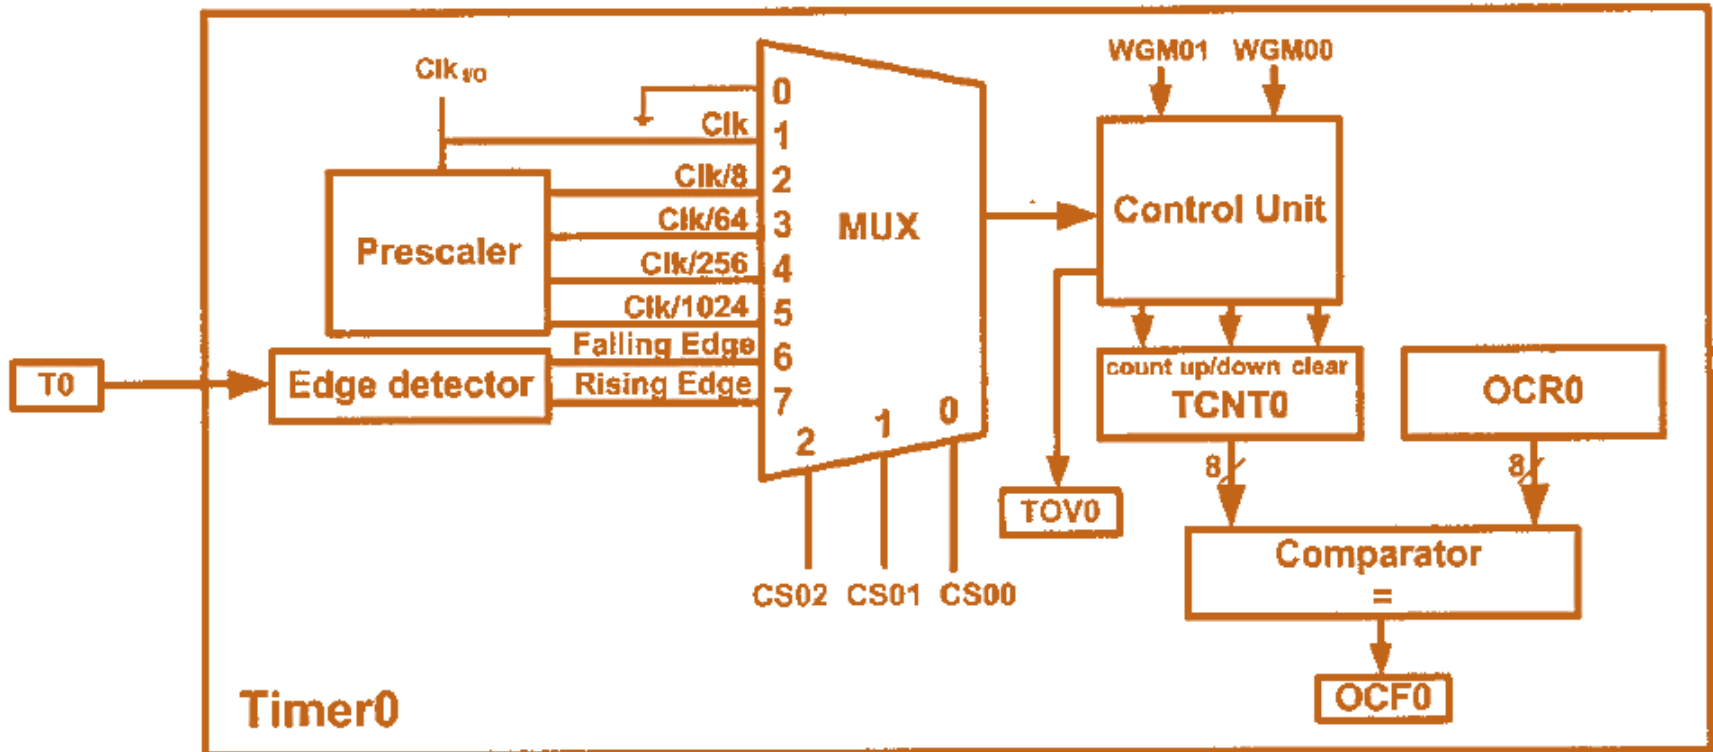 WGM01 WGM00
Clk I/O
0
Clk 1
Clk/8 2
Clk/64 3
Clk/256 4
Clk/1024 5
Falling Edge 6
Rising Edge 7
Prescaler
MUX
Control Unit
T0
Edge detector
2 1 0
count up/down clear
TCNT0
OCR0
8 8
TOV0
Comparator
=
CS02 CS01 CS00
OCF0
Timer0